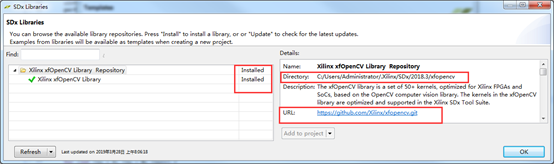 SDx Libraries
SDx Libraries
You can browse the available library repositories. Press "Install" to install a library, or or "Update" to check for the latest updates.
Examples from libraries will be available as templates when creating a new project.
Find:
Xilinx xfOpenCV Library Repository Installed
Xilinx xfOpenCV Library Installed
Details:
Name: Xilinx xfOpenCV Library Repository
Directory: C:/Users/Administrator/.Xilinx/SDx/2018.3/xfopencv
Description: The xfOpenCV library is a set of 50+ kernels, optimized for Xilinx FPGAs and SoCs, based on the OpenCV computer vision library. The kernels in the xfOpenCV library are optimized and supported in the Xilinx SDx Tool Suite.
URL: https://github.com/Xilinx/xfopencv.git
Add to project
Refresh
Last updated on 2019年3月28日 上午8:06:18
OK